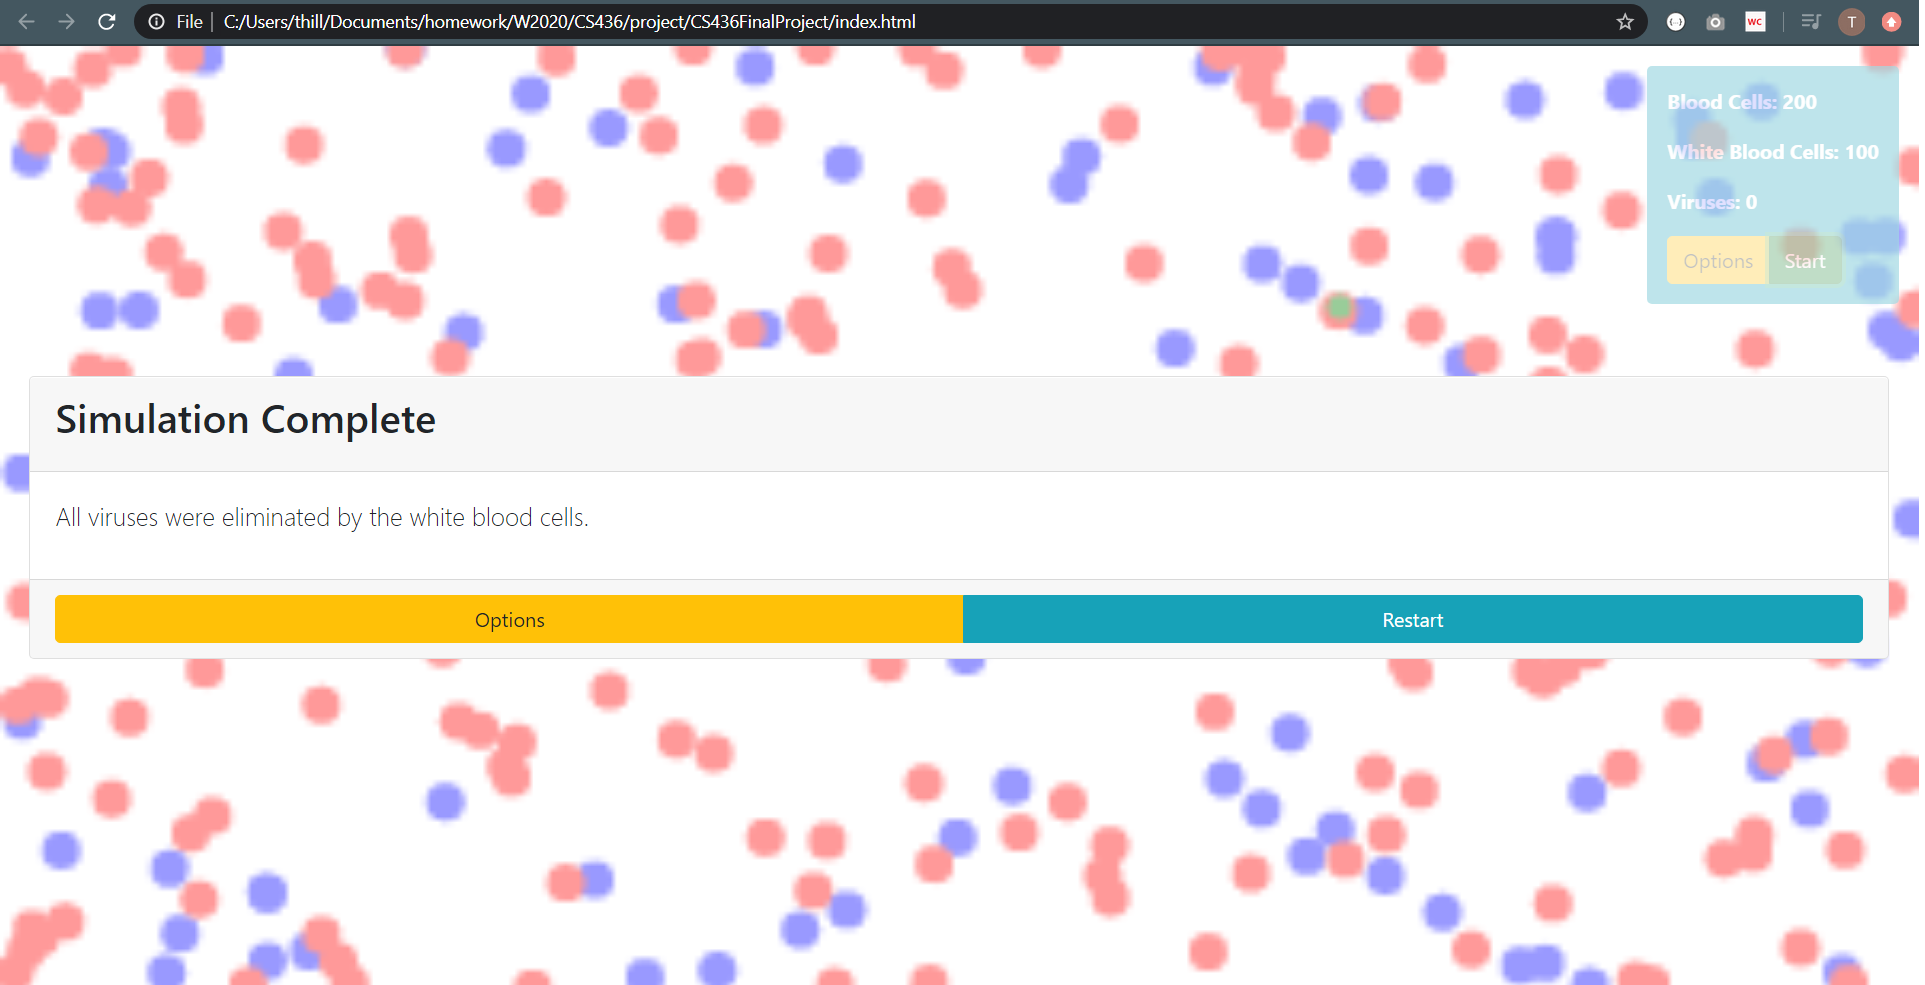 File | C:/Users/thill/Documents/homework/W2020/CS436/project/CS436FinalProject/index.html
WC
T
Blood Cells: 200
White Blood Cells: 100
Viruses: 0
Options Start
Simulation Complete
All viruses were eliminated by the white blood cells.
Options Restart